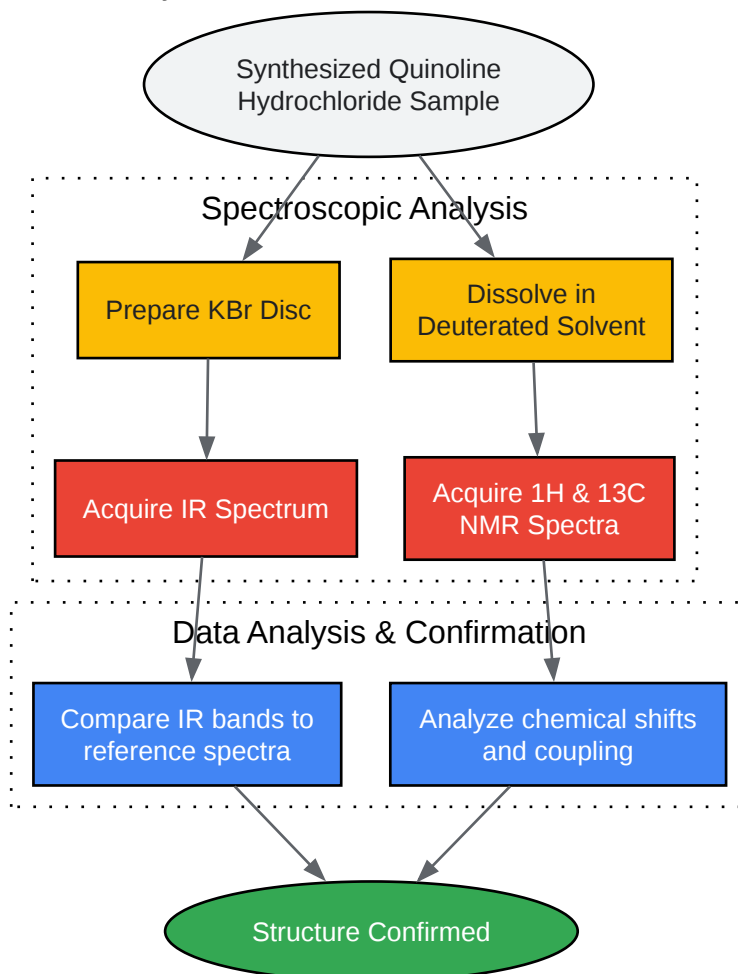 Synthesized Quinoline
Hydrochloride Sample
Spectroscopic Analysis
Prepare KBr Disc
Dissolve in
Deuterated Solvent
Acquire IR Spectrum
Acquire 1H & 13C
NMR Spectra
Data Analysis & Confirmation
Compare IR bands to
reference spectra
Analyze chemical shifts
and coupling
Structure Confirmed